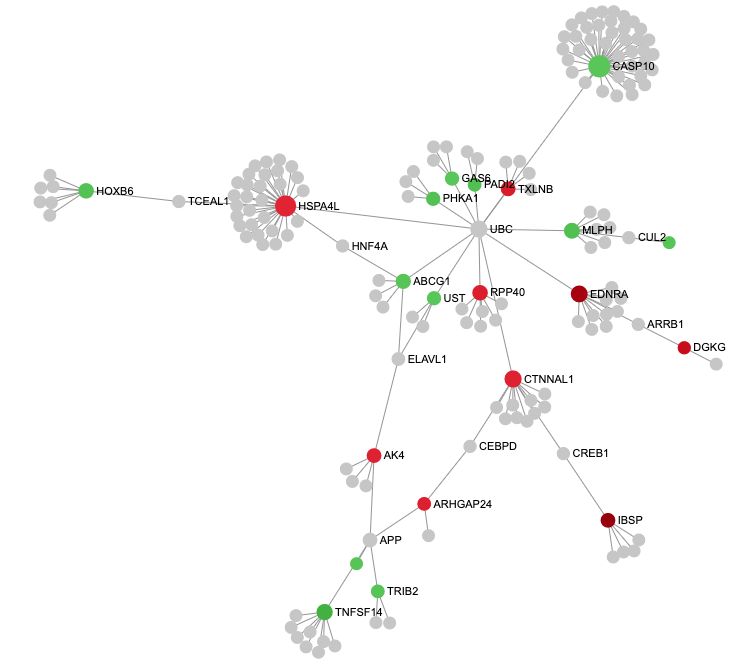 CASP10
GAS6
PADI2
TXLNB
HOXB6
TCEAL1
PHKA1
HSPA4L
UBC
MLPH
CUL2
HNF4A
ABCG1
UST
RPP40
EDNRA
ARRB1
DGKG
ELAVL1
CTNNAL1
CEBPD
CREB1
AK4
ARHGAP24
IBSP
APP
TRIB2
TNFSF14